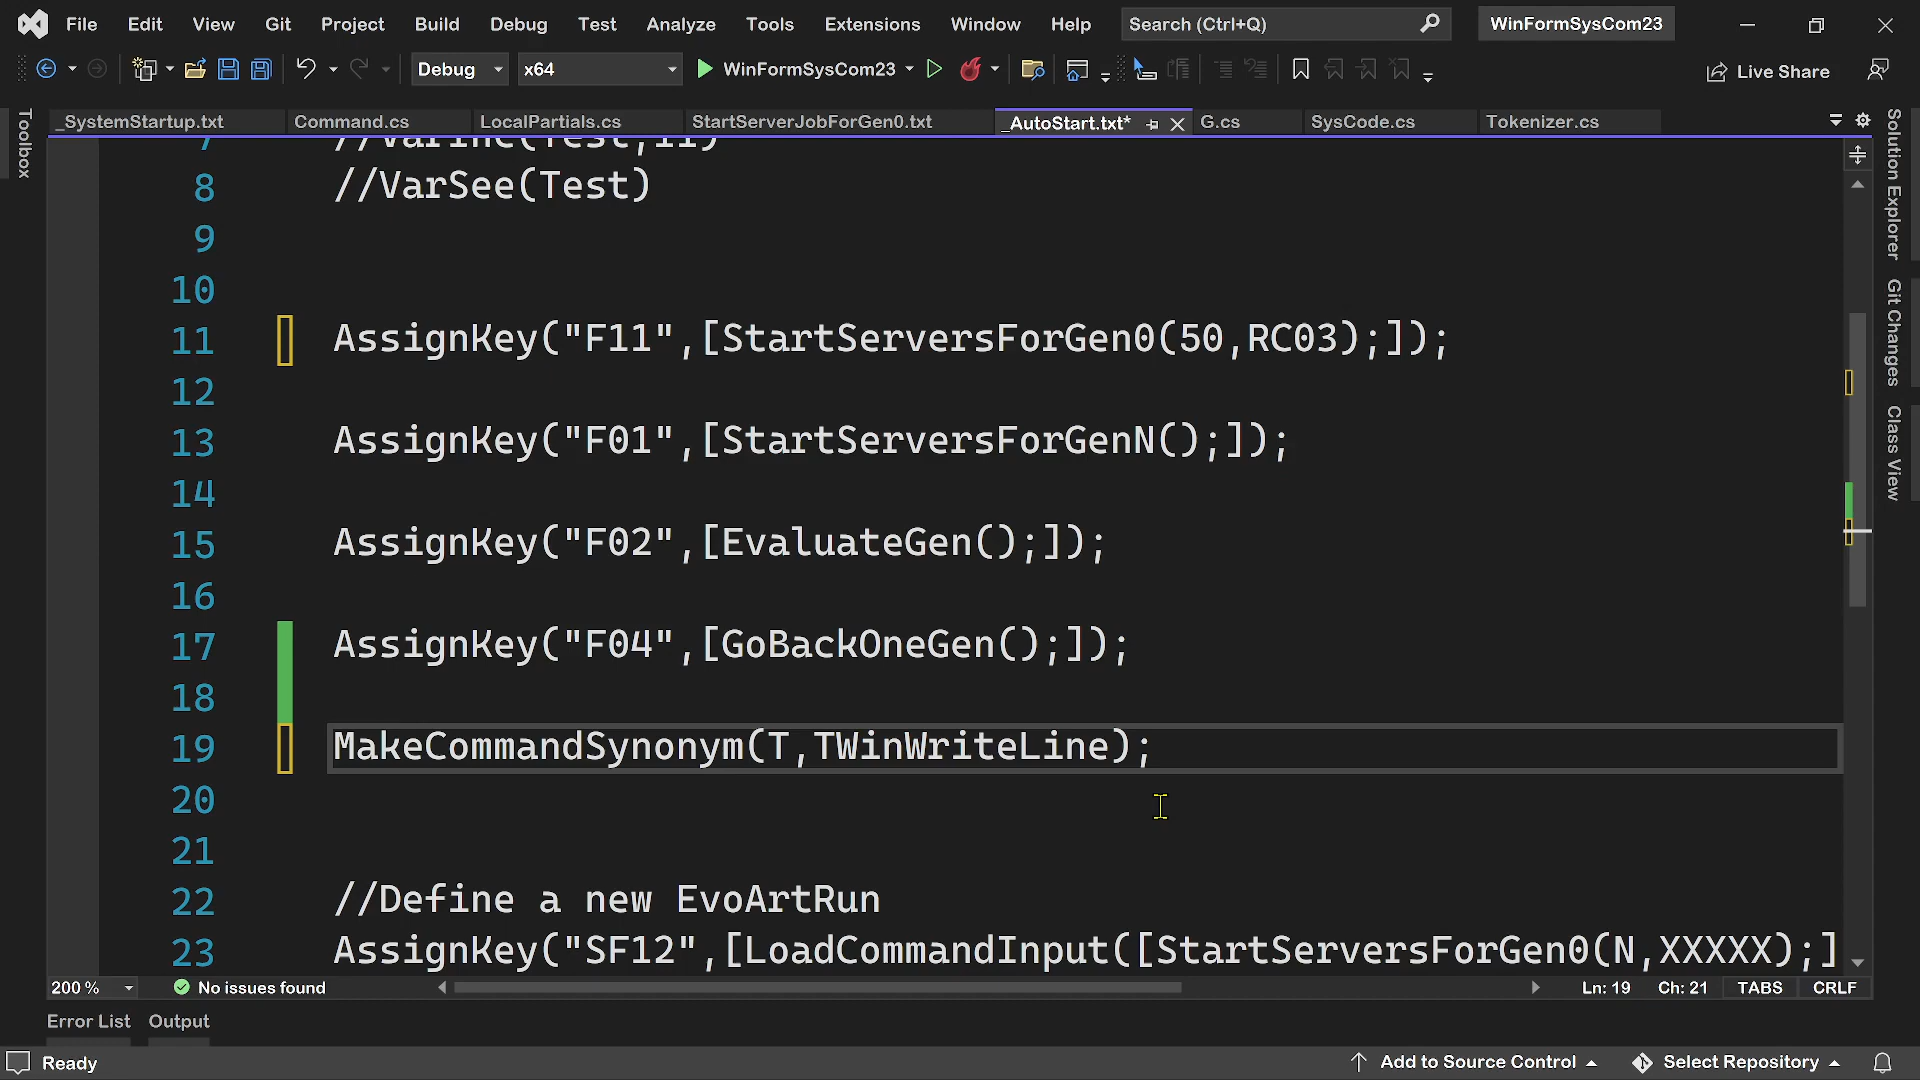 File Edit View Git Project Build Debug Test Analyze Tools Extensions Window Help Search (Ctrl+Q) WinFormSysCom23
Debug x64 WinFormSysCom23 Live Share
_SystemStartup.txt Command.cs LocalPartials.cs StartServerJobForGen0.txt _AutoStart.txt* G.cs SysCode.cs Tokenizer.cs
Toolbox
Solution Explorer
Git Changes
Class View
7 //VarInc(Test,11)
8 //VarSee(Test)
9
10
11 AssignKey("F11",[StartServersForGen0(50,RC03);]);
12
13 AssignKey("F01",[StartServersForGenN();]);
14
15 AssignKey("F02",[EvaluateGen();]);
16
17 AssignKey("F04",[GoBackOneGen();]);
18
19 MakeCommandSynonym(T,TWinWriteLine);
20
21
22 //Define a new EvoArtRun
23 AssignKey("SF12",[LoadCommandInput([StartServersForGen0(N,XXXXX);]
200 % No issues found Ln: 19 Ch: 21 TABS CRLF
Error List Output
Ready Add to Source Control Select Repository